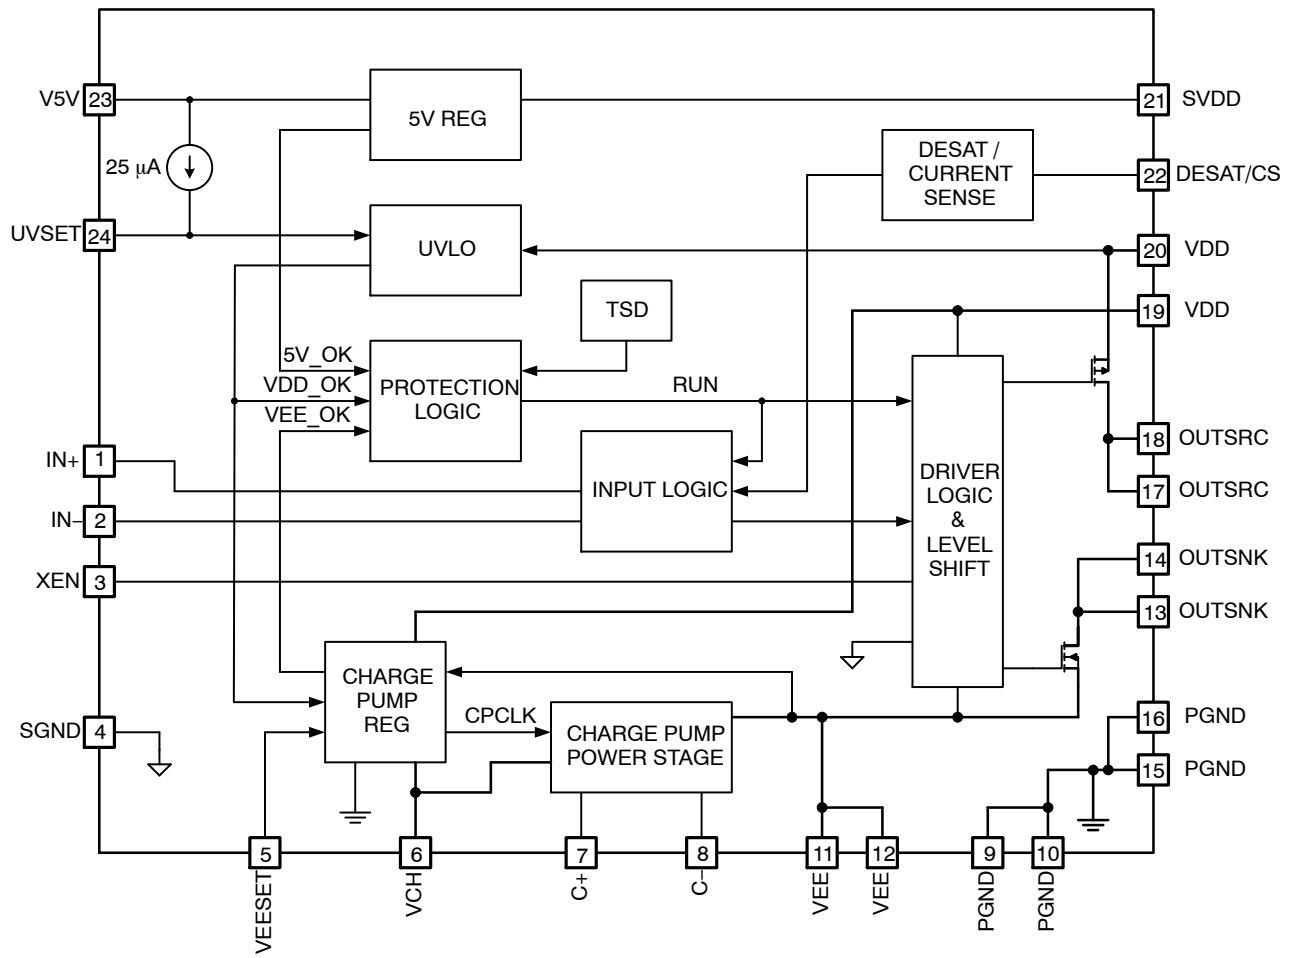 V5V 23
5V REG
21 SVDD
25 μA
DESAT /
CURRENT
SENSE
22 DESAT/CS
UVSET 24
UVLO
20 VDD
TSD
19 VDD
5V_OK
VDD_OK
VEE_OK
PROTECTION
LOGIC
RUN
18 OUTSRC
IN+ 1
INPUT LOGIC
17 OUTSRC
DRIVER
LOGIC
&
LEVEL
SHIFT
IN− 2
14 OUTSNK
XEN 3
13 OUTSNK
CHARGE
PUMP
REG
CPCLK
CHARGE PUMP
POWER STAGE
SGND 4
16 PGND
15 PGND
5 6 7 8 11 12 9 10
VEESET
VCH
C+
C−
VEE
VEE
PGND
PGND